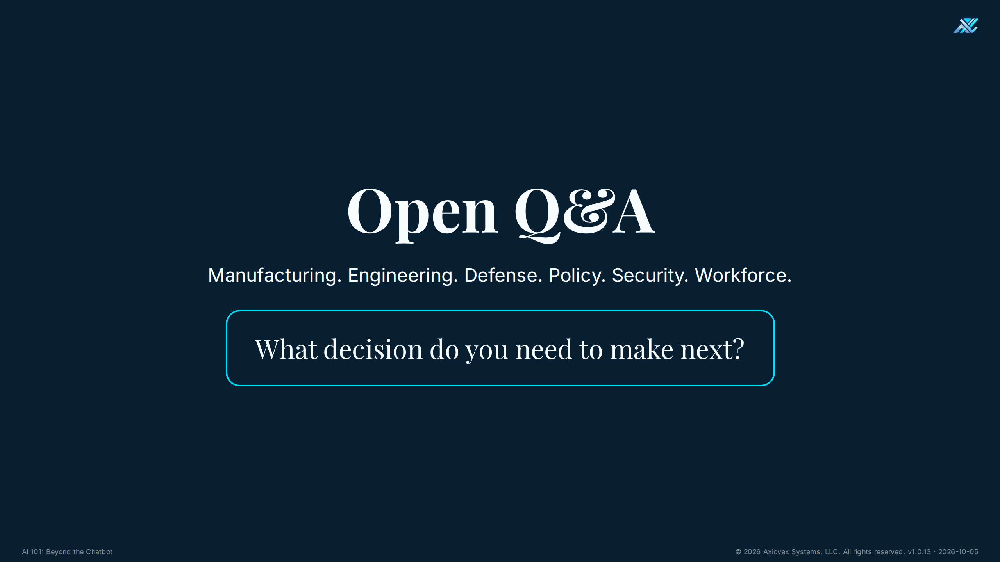 Open Q&A
Manufacturing. Engineering. Defense. Policy. Security. Workforce.
What decision do you need to make next?
AI 101: Beyond the Chatbot
© 2026 Axiovex Systems, LLC. All rights reserved. v1.0.13 · 2026-10-05